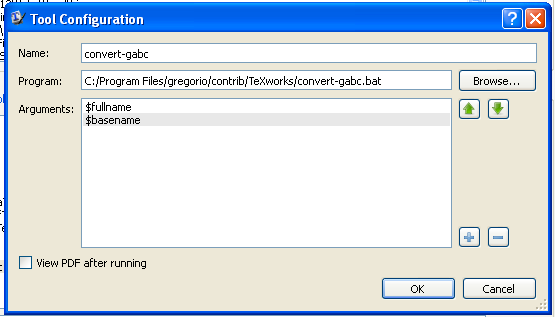 Tool Configuration
Name: convert-gabc
Program: C:/Program Files/gregorio/contrib/TeXworks/convert-gabc.bat Browse...
Arguments: $fullname
$basename
View PDF after running
OK Cancel